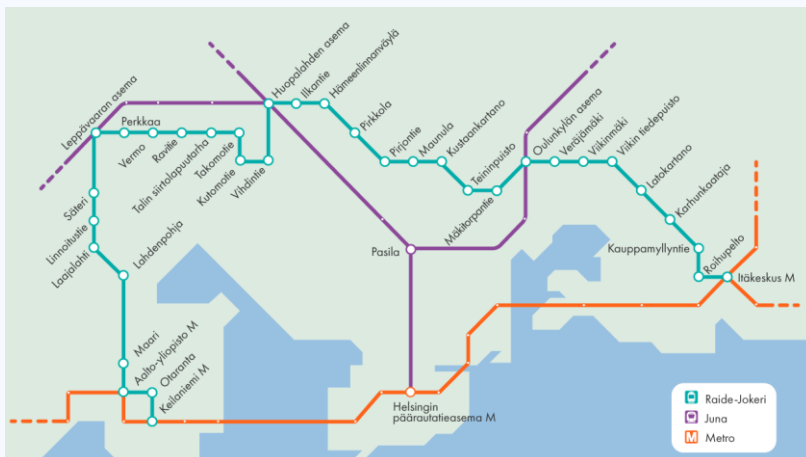 Leppävaaran asema
Perkkaa
Vermo
Ravitie
Talin siirtolapuutarha
Takomotie
Kutomotie
Vihdintie
Huopalahden asema
Ilkantie
Hämeenlinnanväylä
Pirkkola
Pirjontie
Maunula
Kustaankartano
Teininpuisto
Mäkitorpantie
Oulunkylän asema
Veräjämäki
Viikinmäki
Viikin tiedepuisto
Latokartano
Karhunkaataja
Kauppamyllyntie
Roihupelto
Itäkeskus M
Säteri
Linnoitustie
Laajalahti
Lahdenpohja
Maari
Aalto-yliopisto M
Otaranta
Keilaniemi M
Pasila
Helsingin
päärautatieasema M
Raide-Jokeri
Juna
M Metro